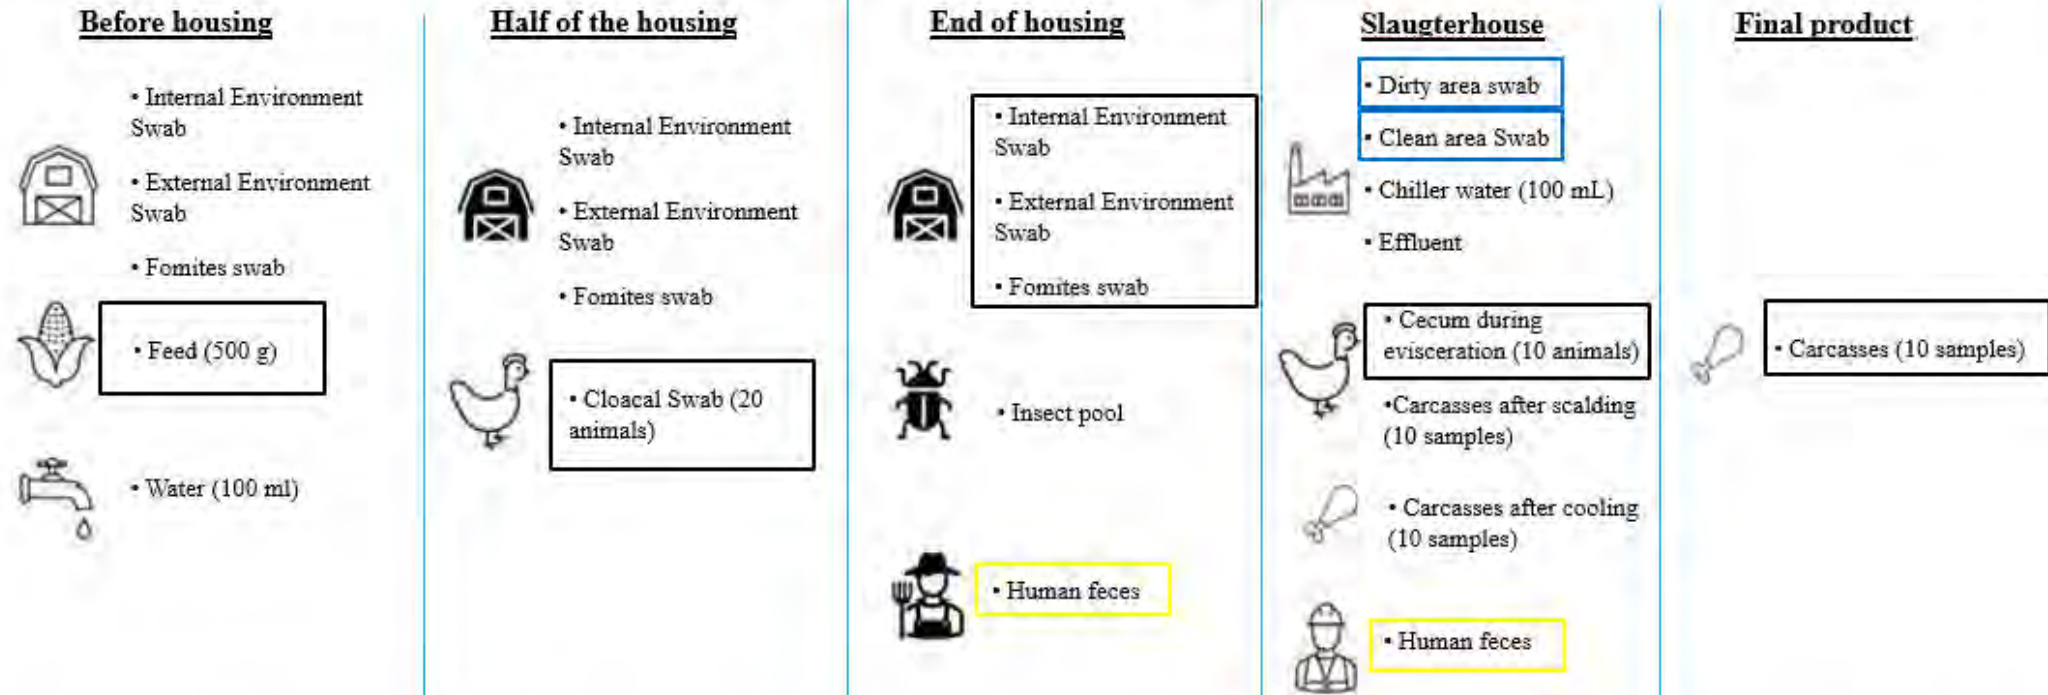 Before housing
• Internal Environment
Swab
• External Environment
Swab
• Fomites swab
• Feed (500 g)
• Water (100 ml)
Half of the housing
• Internal Environment
Swab
• External Environment
Swab
• Fomites swab
• Cloacal Swab (20
animals)
End of housing
• Internal Environment
Swab
• External Environment
Swab
• Fomites swab
• Insect pool
• Human feces
Slaugterhouse
• Dirty area swab
• Clean area Swab
• Chiller water (100 mL)
• Effluent
• Cecum during
evisceration (10 animals)
•Carcasses after scalding
(10 samples)
• Carcasses after cooling
(10 samples)
• Human feces
Final product
• Carcasses (10 samples)